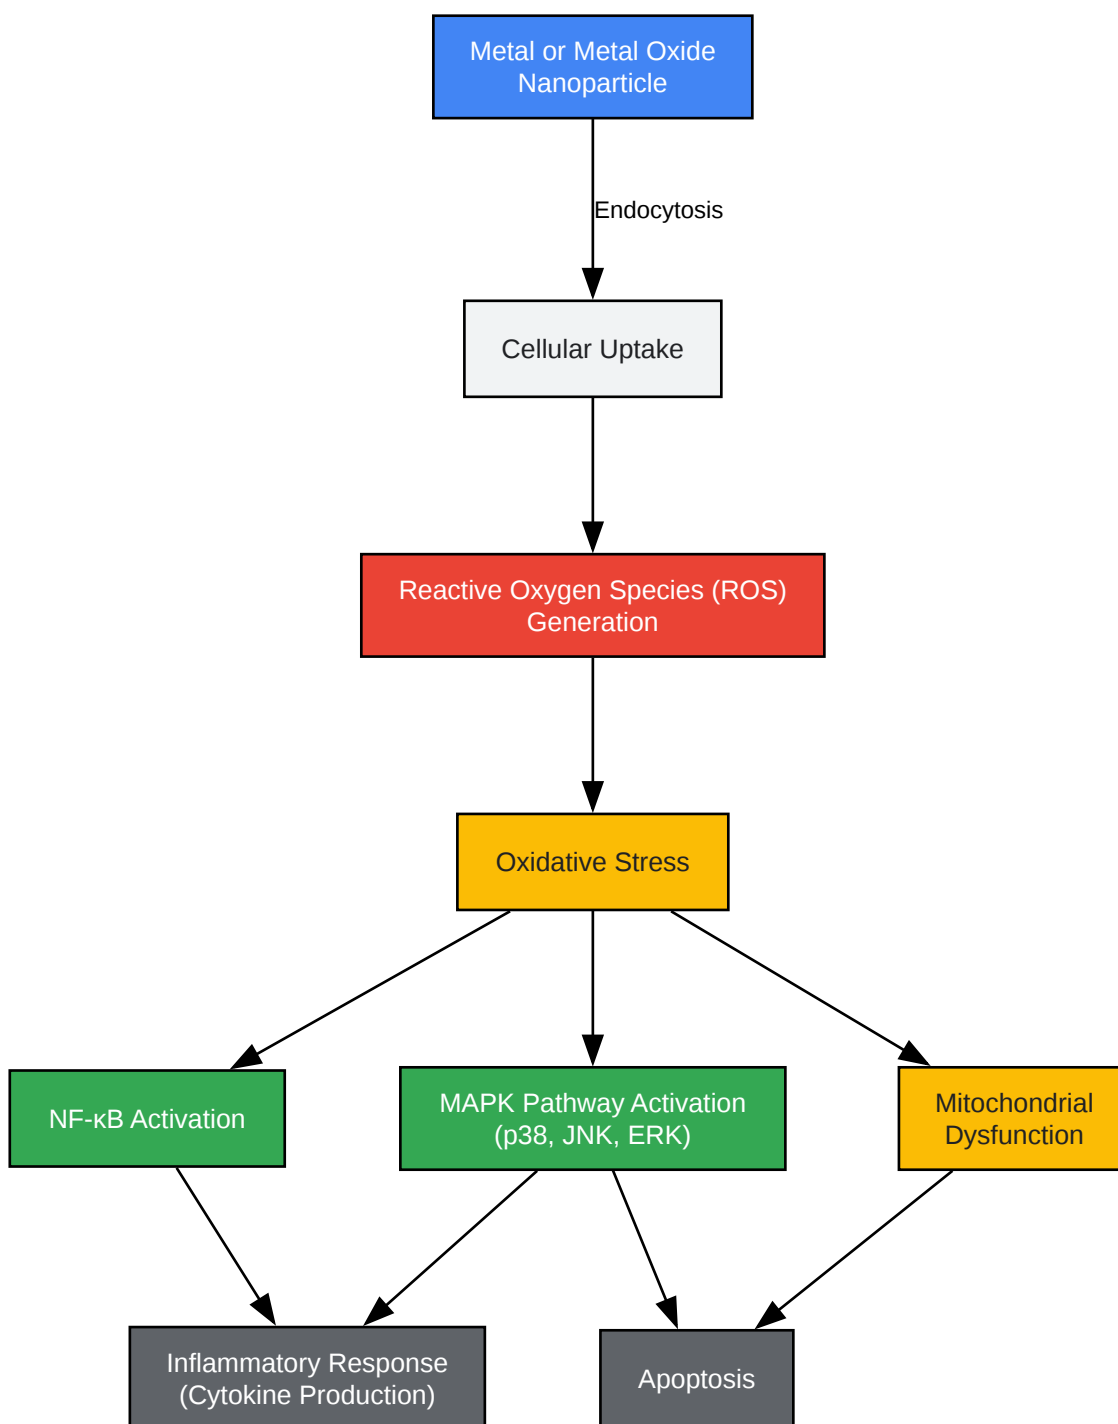 Metal or Metal Oxide
Nanoparticle
Endocytosis
Cellular Uptake
Reactive Oxygen Species (ROS)
Generation
Oxidative Stress
NF-κB Activation
MAPK Pathway Activation
(p38, JNK, ERK)
Mitochondrial
Dysfunction
Inflammatory Response
(Cytokine Production)
Apoptosis